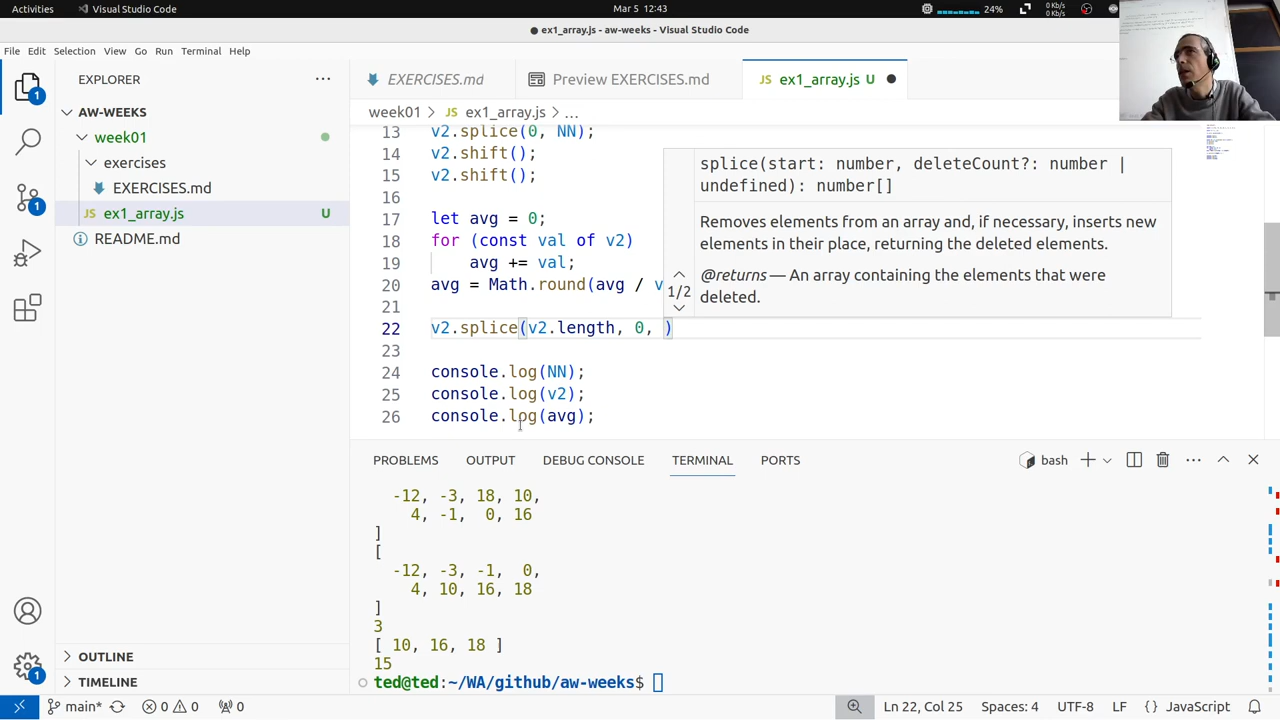 Activities
Visual Studio Code
Mar 5 12:43
24%
0 Kb/s
0 Kb/s
● ex1_array.js - aw-weeks - Visual Studio Code
File Edit Selection View Go Run Terminal Help
EXPLORER
EXERCISES.md
Preview EXERCISES.md
JS ex1_array.js U
week01 > JS ex1_array.js > ...
AW-WEEKS
week01
exercises
EXERCISES.md
JS ex1_array.js U
README.md
13 v2.splice(0, NN);
14 v2.shift();
15 v2.shift();
16
17 let avg = 0;
18 for (const val of v2)
19 avg += val;
20 avg = Math.round(avg / v
21
22 v2.splice(v2.length, 0, )
23
24 console.log(NN);
25 console.log(v2);
26 console.log(avg);
splice(start: number, deleteCount?: number |
undefined): number[]
Removes elements from an array and, if necessary, inserts new
elements in their place, returning the deleted elements.
@returns — An array containing the elements that were
deleted.
1/2
PROBLEMS OUTPUT DEBUG CONSOLE TERMINAL PORTS
bash
-12, -3, 18, 10,
4, -1, 0, 16
]
[
-12, -3, -1, 0,
4, 10, 16, 18
]
3
[ 10, 16, 18 ]
15
ted@ted:~/WA/github/aw-weeks$
OUTLINE
TIMELINE
1
1
1
main* 0 0 0
Ln 22, Col 25 Spaces: 4 UTF-8 LF {} JavaScript